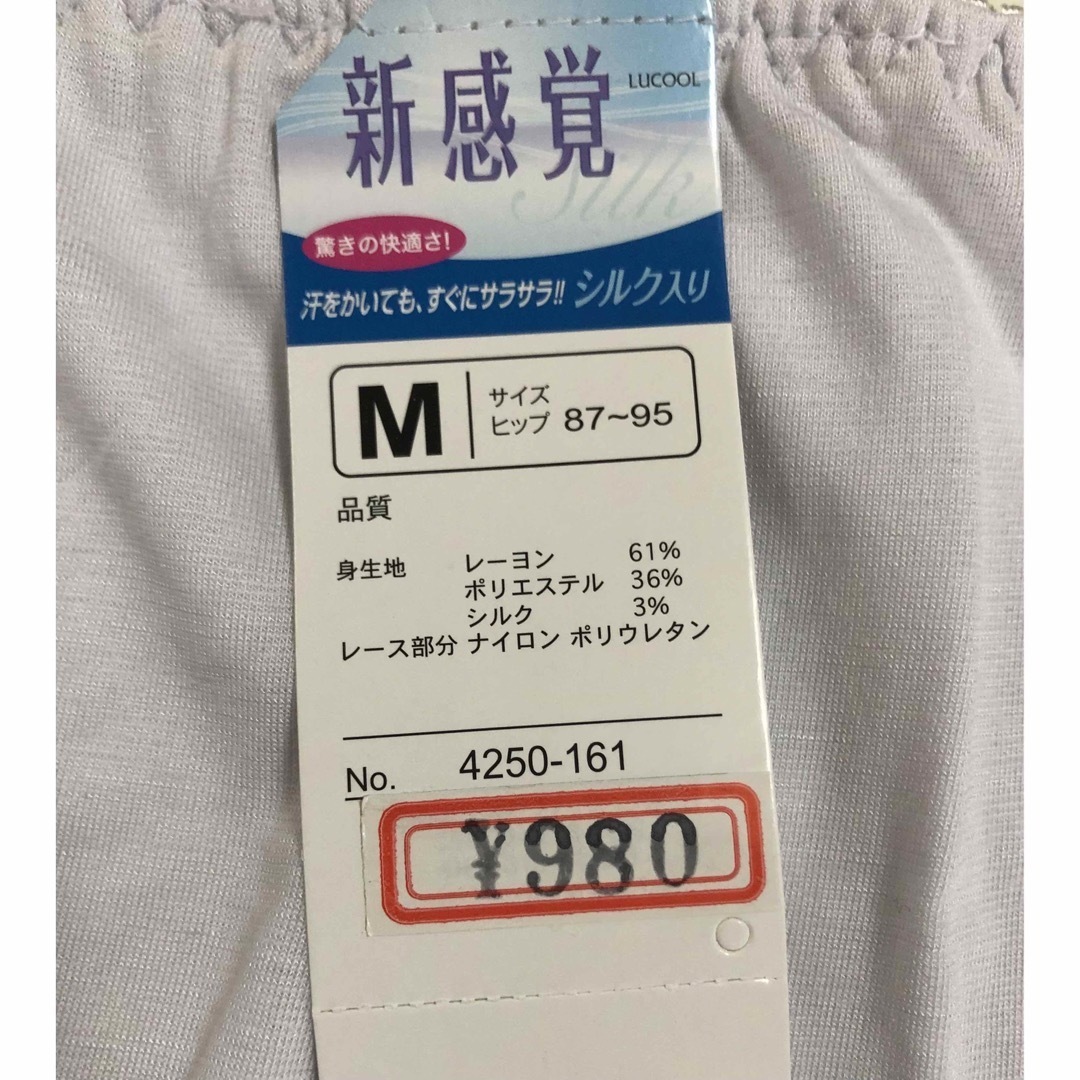 新感覚
LUCOOL
Silk
驚きの快適さ!
汗をかいても、すぐにサラサラ!! シルク入り
M
サイズ
ヒップ 87~95
品質
身生地 レーヨン 61%
ポリエステル 36%
シルク 3%
レース部分 ナイロン ポリウレタン
No. 4250-161
¥980